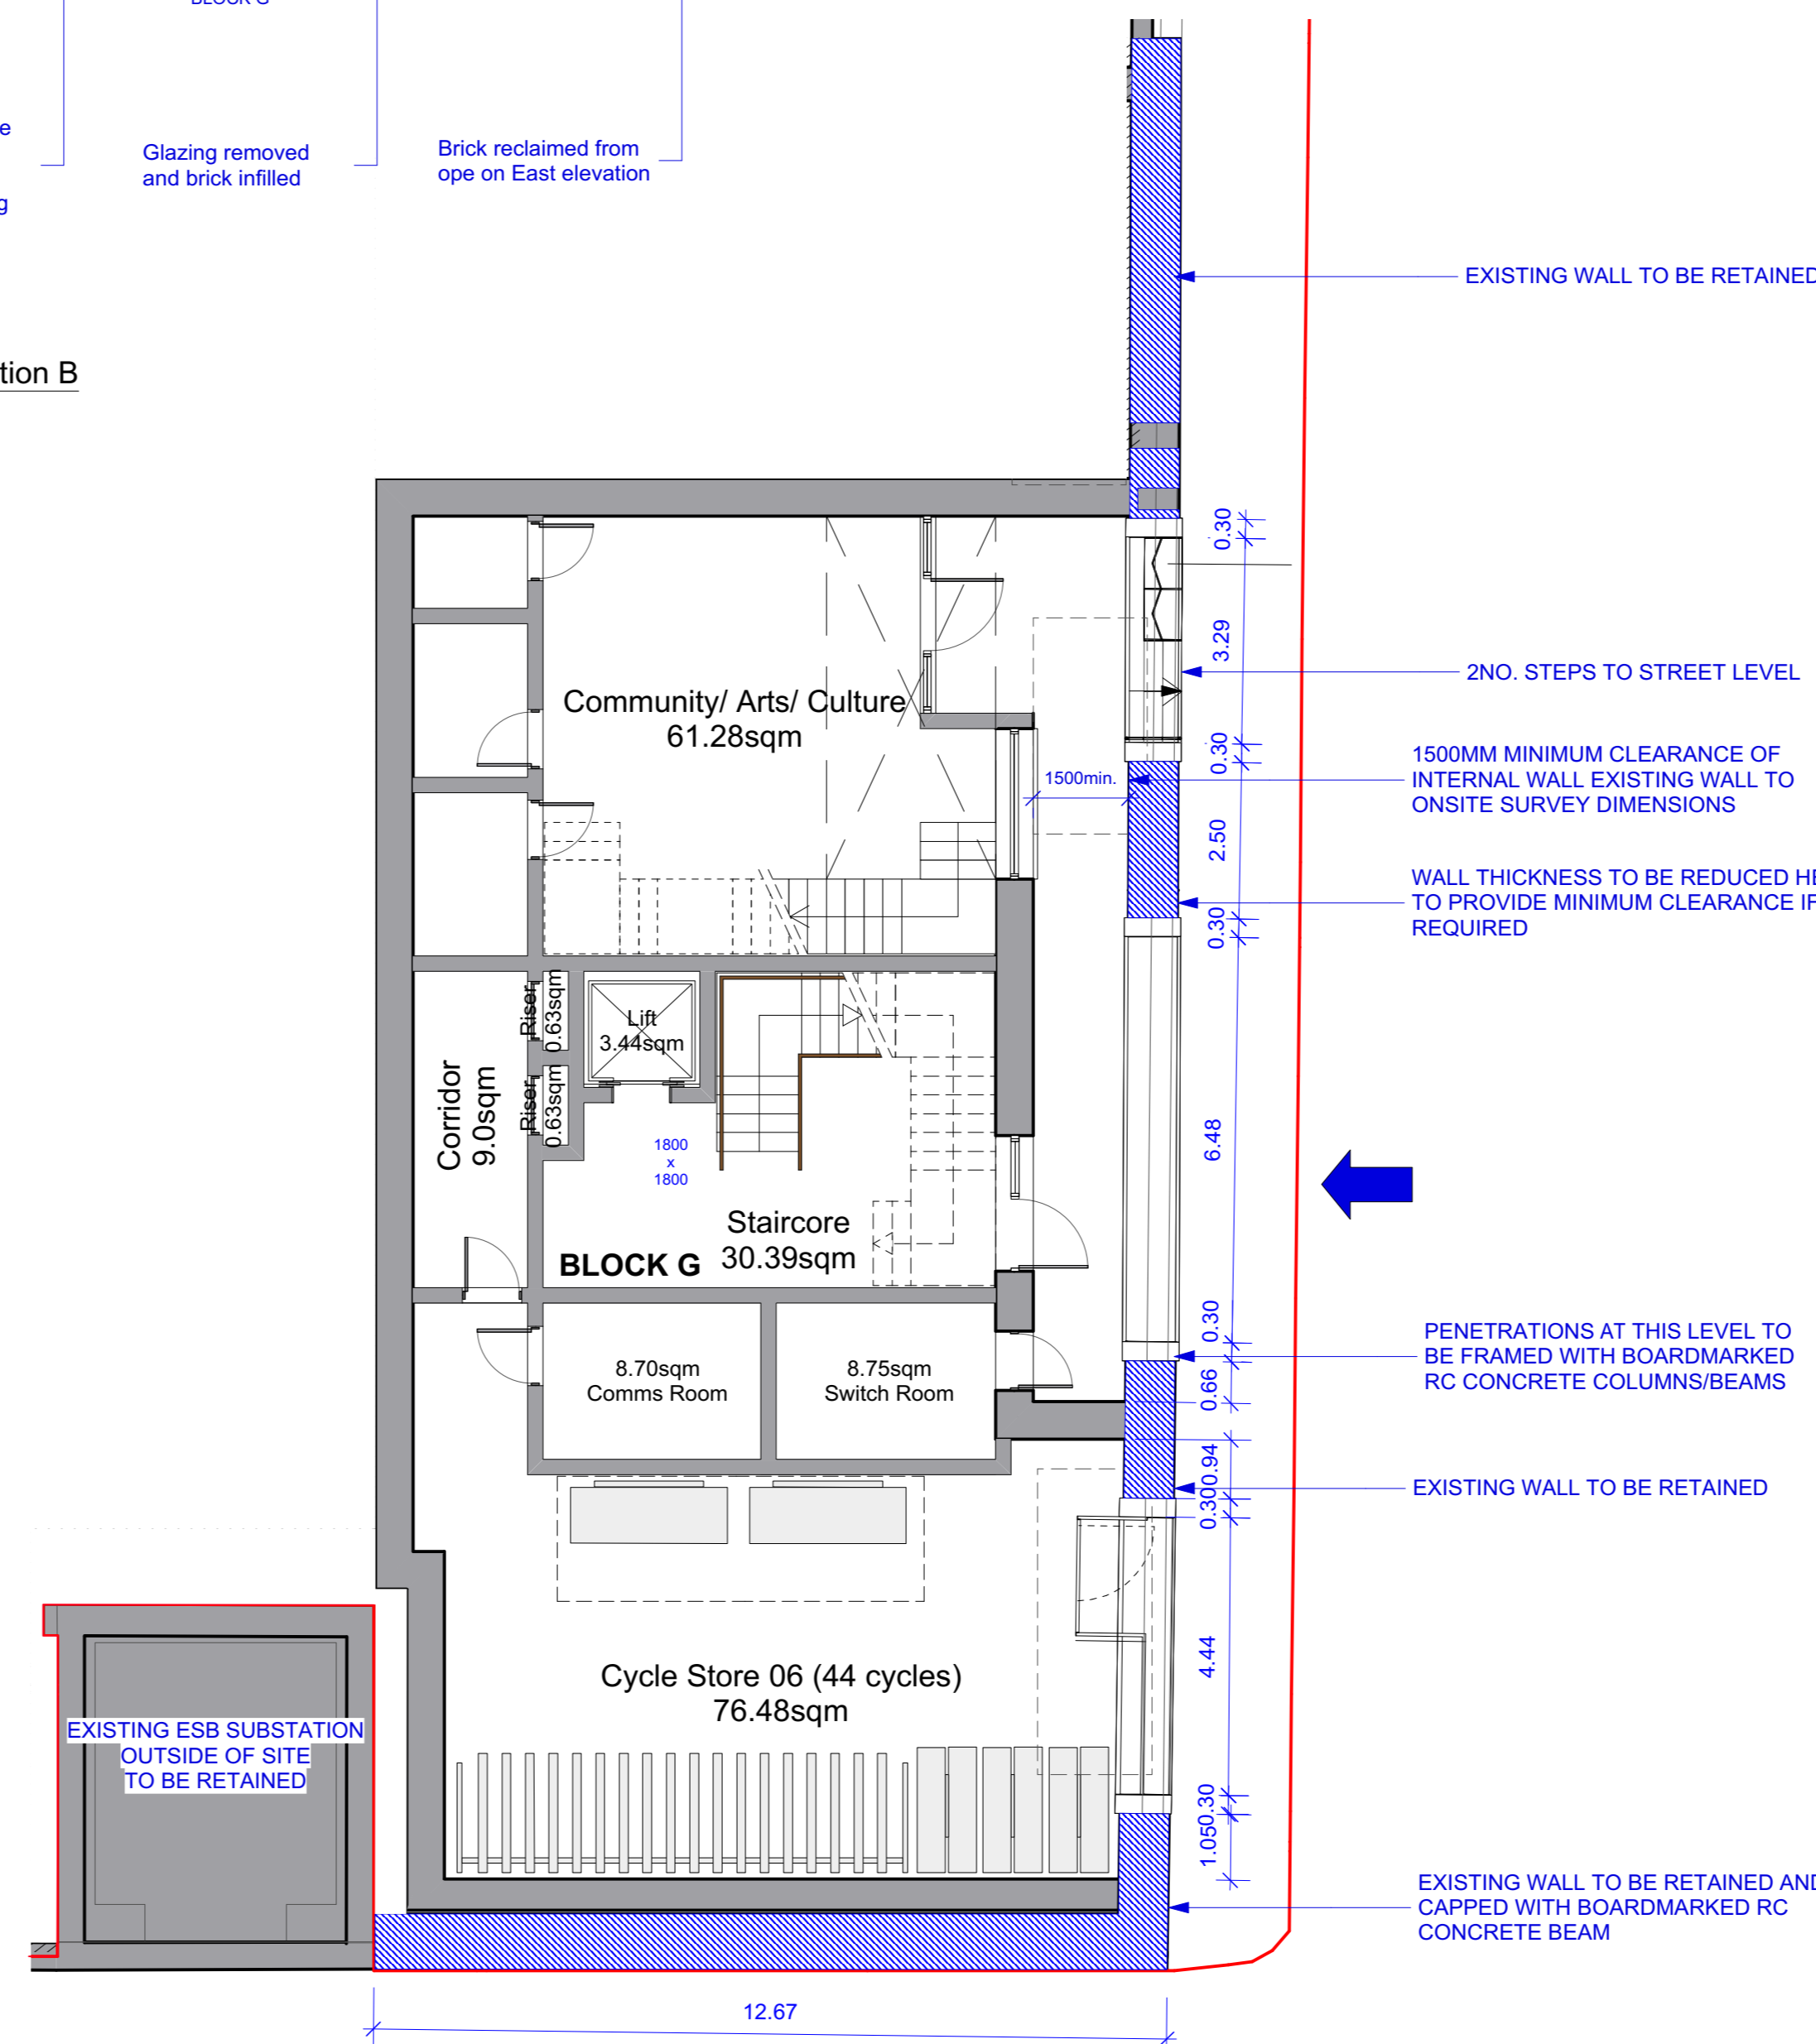 BLOCK G
e
g
Glazing removed
and brick infilled
Brick reclaimed from
ope on East elevation
tion B
EXISTING WALL TO BE RETAINED
0.30
3.29
2NO. STEPS TO STREET LEVEL
Community/ Arts/ Culture
61.28sqm
0.30
1500MM MINIMUM CLEARANCE OF
INTERNAL WALL EXISTING WALL TO
ONSITE SURVEY DIMENSIONS
1500min.
2.50
WALL THICKNESS TO BE REDUCED HE
TO PROVIDE MINIMUM CLEARANCE IF
REQUIRED
0.30
Riser
0.63sqm
Lift
3.44sqm
Corridor
9.0sqm
Riser
0.63sqm
1800
x
1800
6.48
Staircore
30.39sqm
BLOCK G
0.30
PENETRATIONS AT THIS LEVEL TO
BE FRAMED WITH BOARDMARKED
RC CONCRETE COLUMNS/BEAMS
8.70sqm
Comms Room
8.75sqm
Switch Room
0.66
0.94
EXISTING WALL TO BE RETAINED
0.30
4.44
Cycle Store 06 (44 cycles)
76.48sqm
EXISTING ESB SUBSTATION
OUTSIDE OF SITE
TO BE RETAINED
0.30
1.05
EXISTING WALL TO BE RETAINED AND
CAPPED WITH BOARDMARKED RC
CONCRETE BEAM
12.67